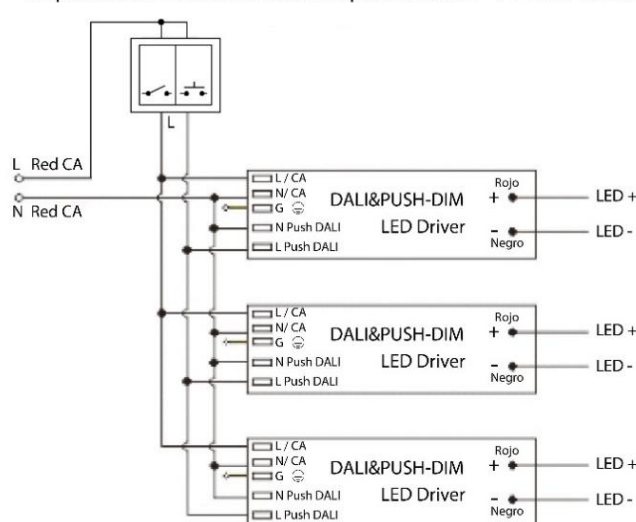 L
L Red CA
N Red CA
L / CA
N/ CA
G
N Push DALI
L Push DALI
DALI&PUSH-DIM
LED Driver
Rojo
+
-
Negro
LED +
LED -
L / CA
N/ CA
G
N Push DALI
L Push DALI
DALI&PUSH-DIM
LED Driver
Rojo
+
-
Negro
LED +
LED -
L / CA
N/ CA
G
N Push DALI
L Push DALI
DALI&PUSH-DIM
LED Driver
Rojo
+
-
Negro
LED +
LED -